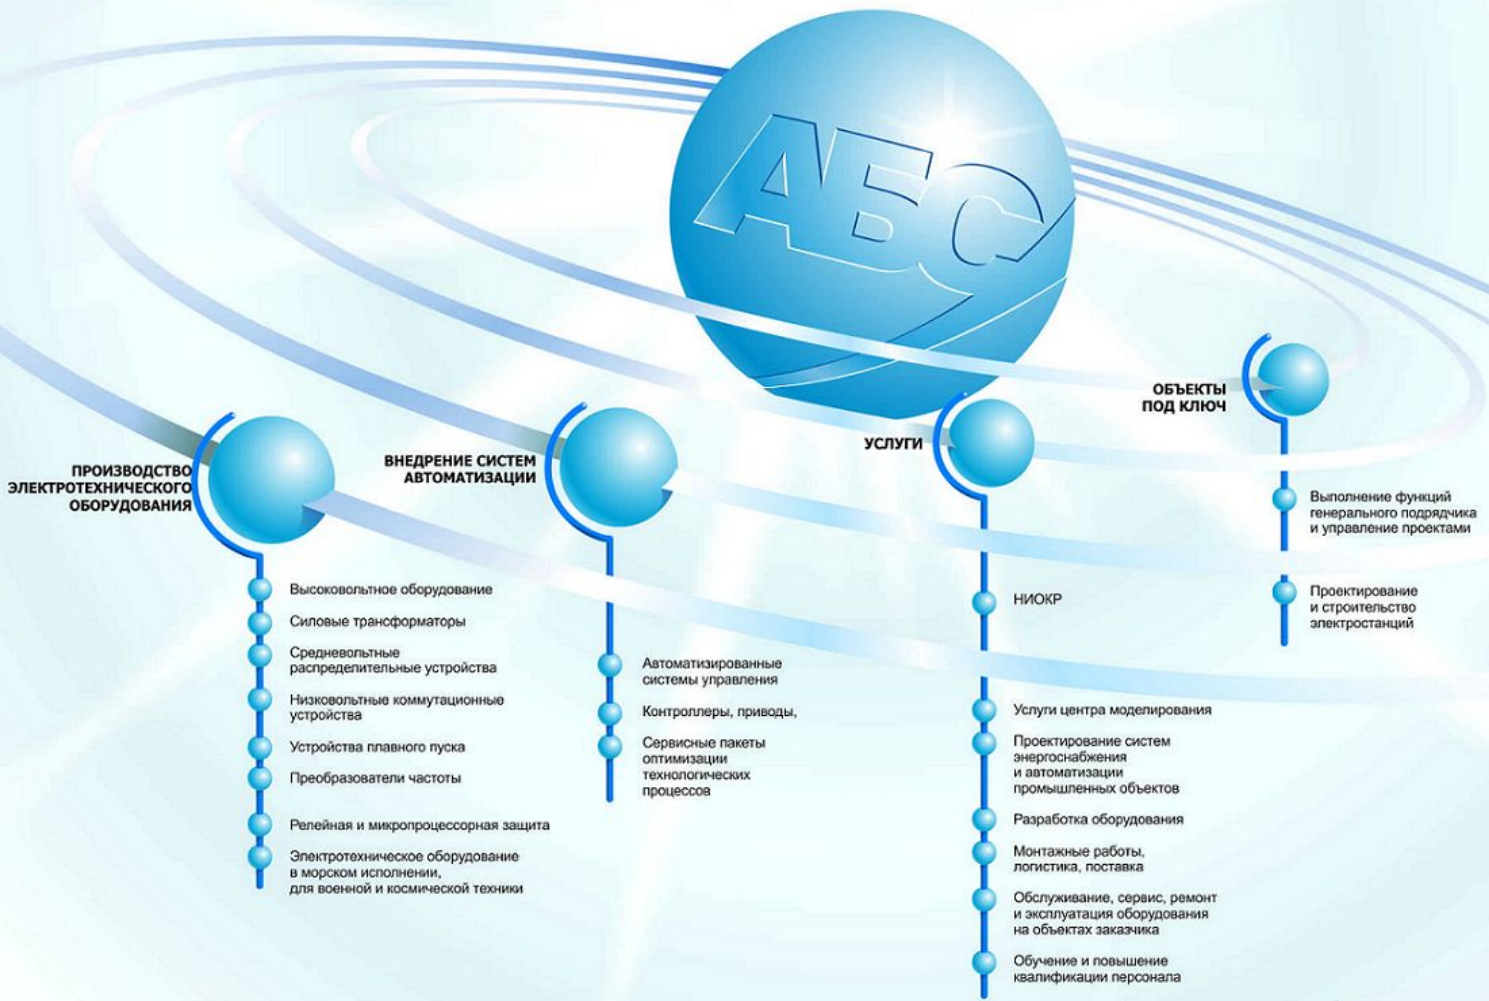 АБС
ПРОИЗВОДСТВО
ЭЛЕКТРОТЕХНИЧЕСКОГО
ОБОРУДОВАНИЯ
Высоковольтное оборудование
Силовые трансформаторы
Средневольтные
распределительные устройства
Низковольтные коммутационные
устройства
Устройства плавного пуска
Преобразователи частоты
Релейная и микропроцессорная защита
Электротехническое оборудование
в морском исполнении,
для военной и космической техники
ВНЕДРЕНИЕ СИСТЕМ
АВТОМАТИЗАЦИИ
Автоматизированные
системы управления
Контроллеры, приводы,
Сервисные пакеты
оптимизации
технологических
процессов
УСЛУГИ
НИОКР
Услуги центра моделирования
Проектирование систем
энергоснабжения
и автоматизации
промышленных объектов
Разработка оборудования
Монтажные работы,
логистика, поставка
Обслуживание, сервис, ремонт
и эксплуатация оборудования
на объектах заказчика
Обучение и повышение
квалификации персонала
ОБЪЕКТЫ
ПОД КЛЮЧ
Выполнение функций
генерального подрядчика
и управление проектами
Проектирование
и строительство
электростанций